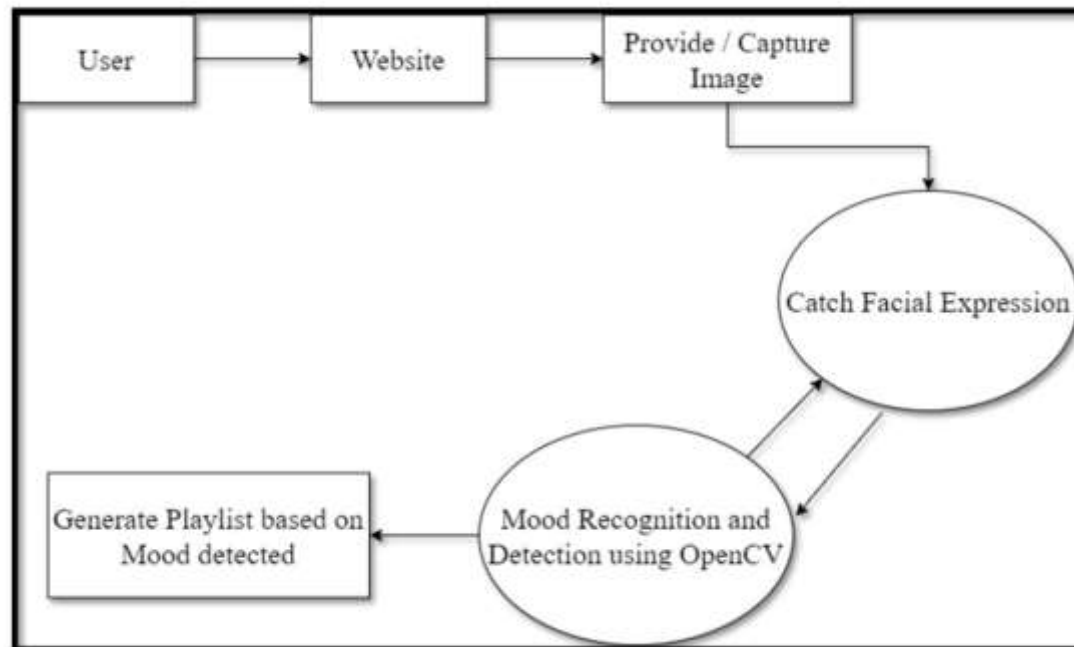 User
Website
Provide / Capture
Image
Catch Facial Expression
Mood Recognition and
Detection using OpenCV
Generate Playlist based on
Mood detected